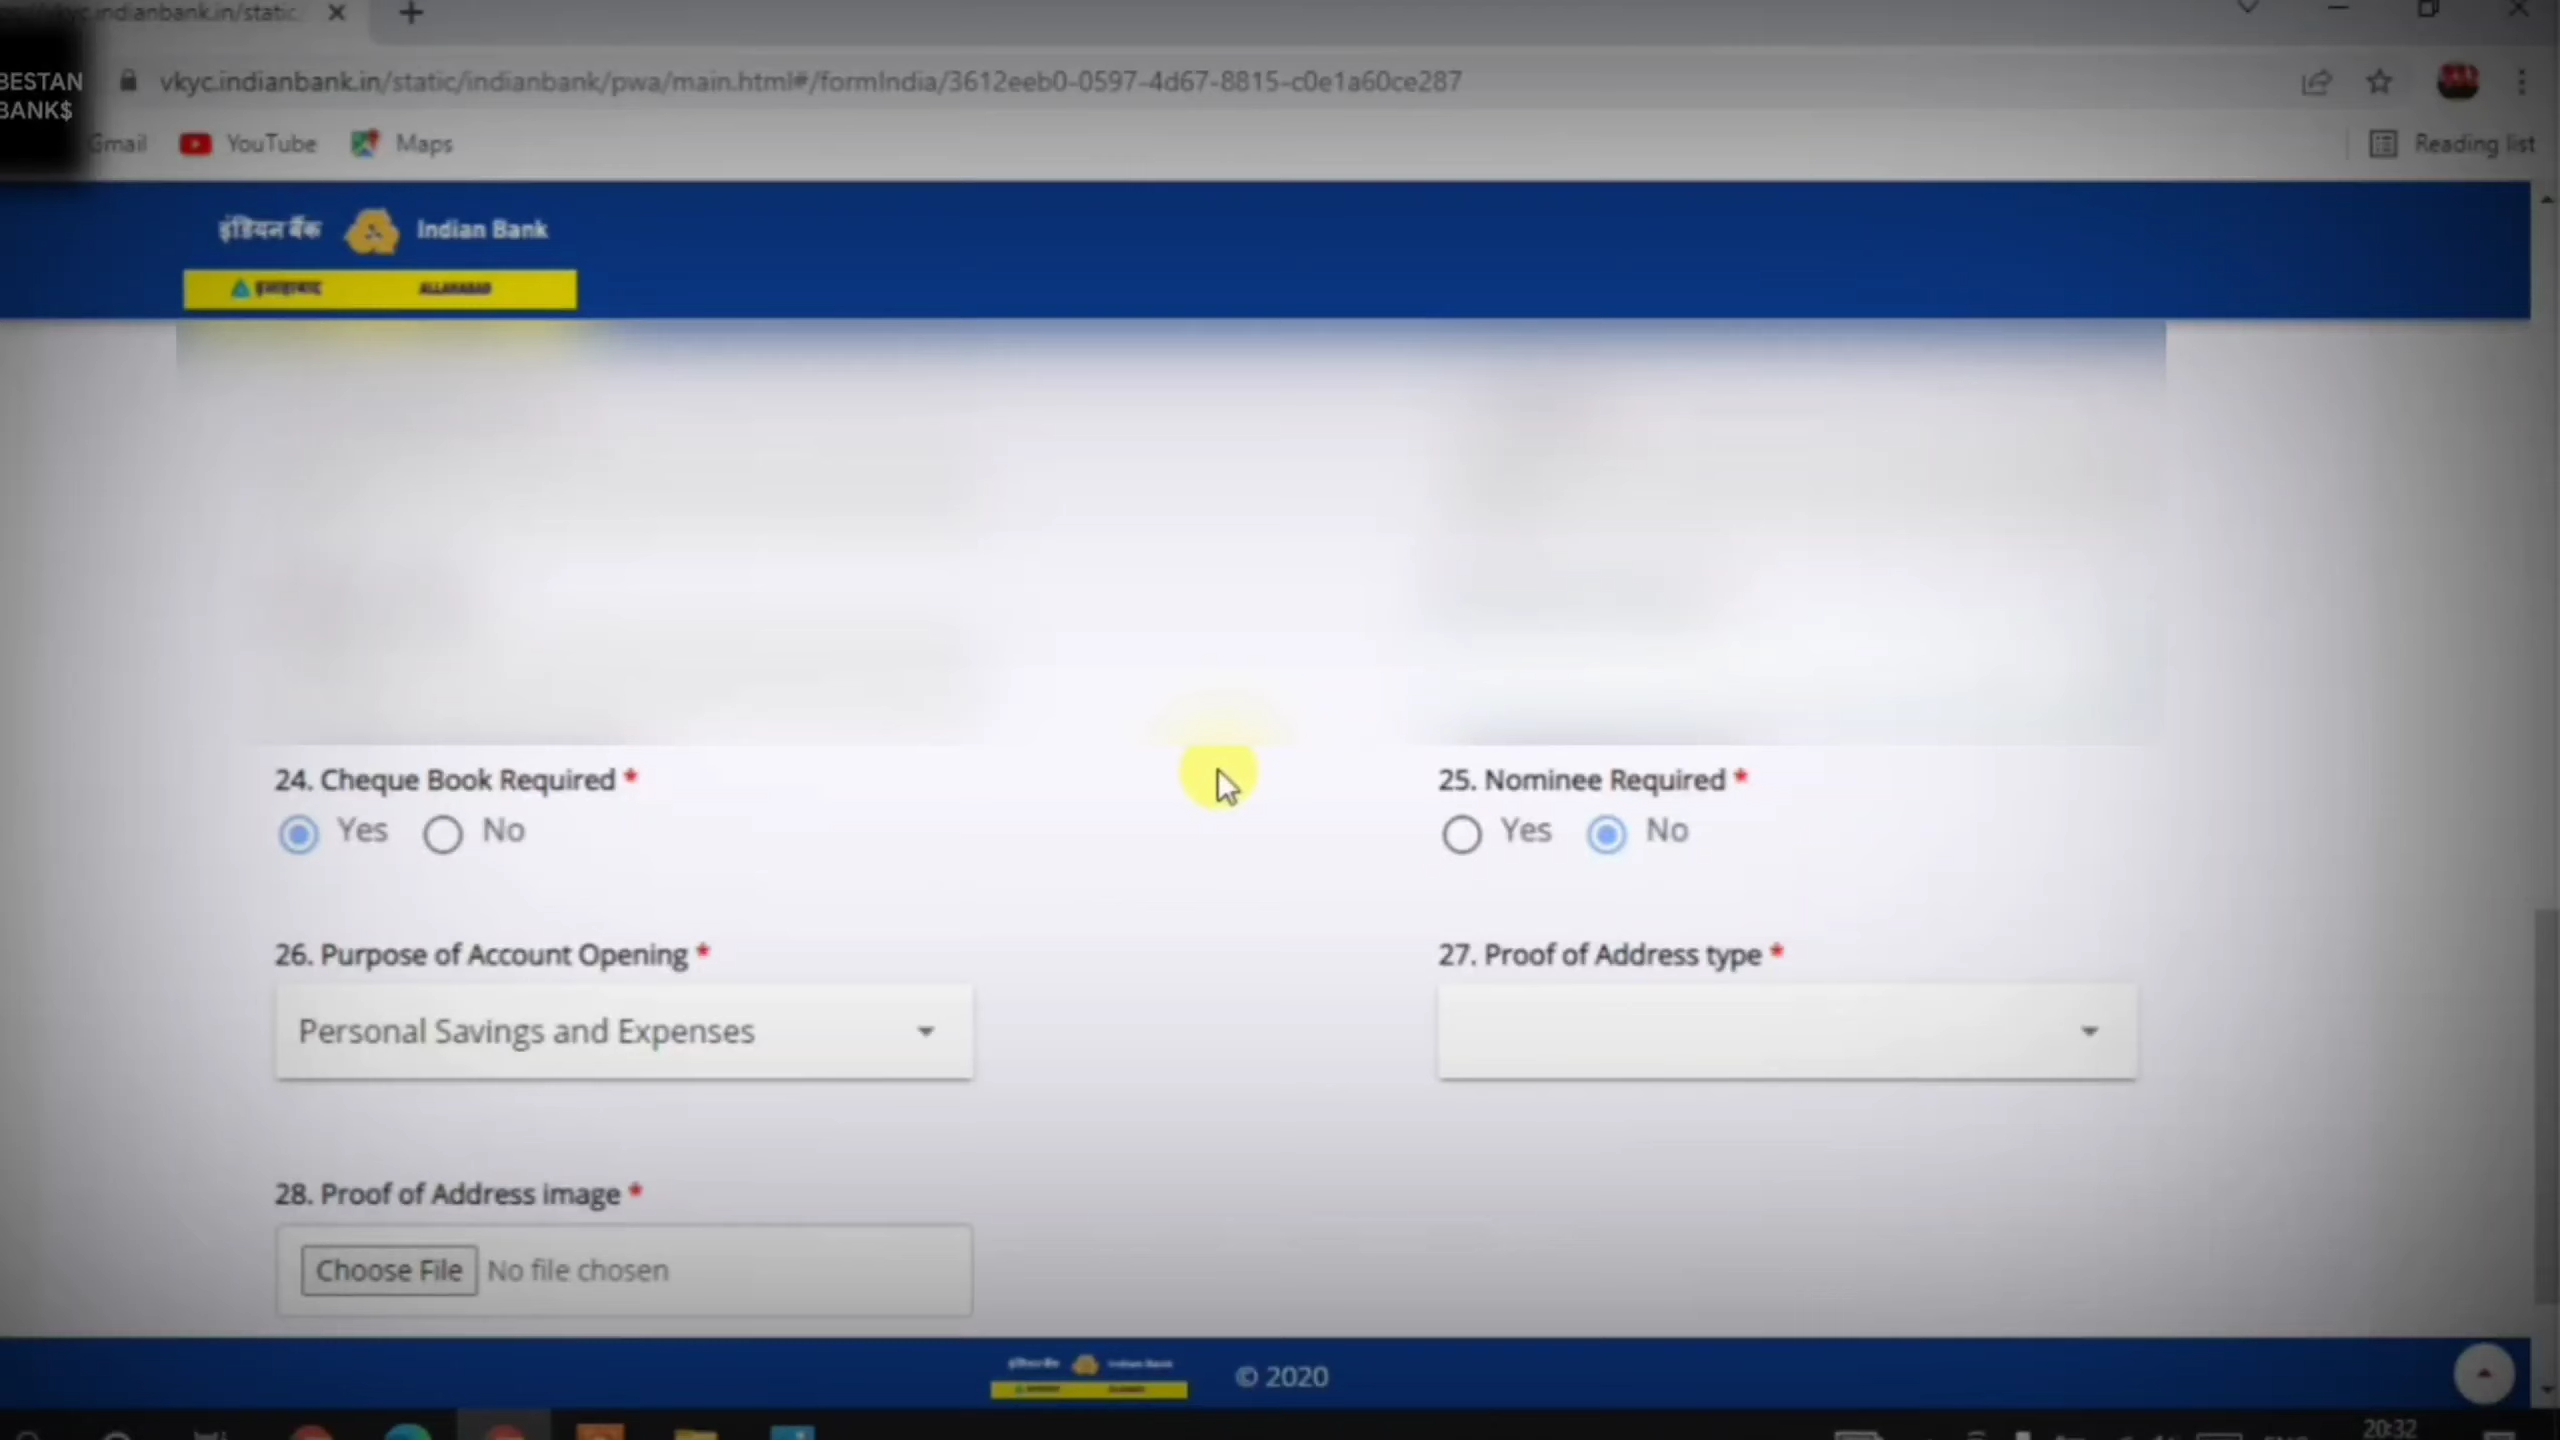 vkyc.indianbank.in/static
BESTAN
BANK$
vkyc.indianbank.in/static/indianbank/pwa/main.html#/formIndia/3612eeb0-0597-4d67-8815-c0e1a60ce287
Gmail YouTube Maps Reading list
इंडियन बैंक Indian Bank
इलाहाबाद ALLAHABAD
24. Cheque Book Required * 25. Nominee Required *
Yes No Yes No
26. Purpose of Account Opening * 27. Proof of Address type *
Personal Savings and Expenses
28. Proof of Address image *
Choose File No file chosen
इंडियन बैंक Indian Bank © 2020
20:32